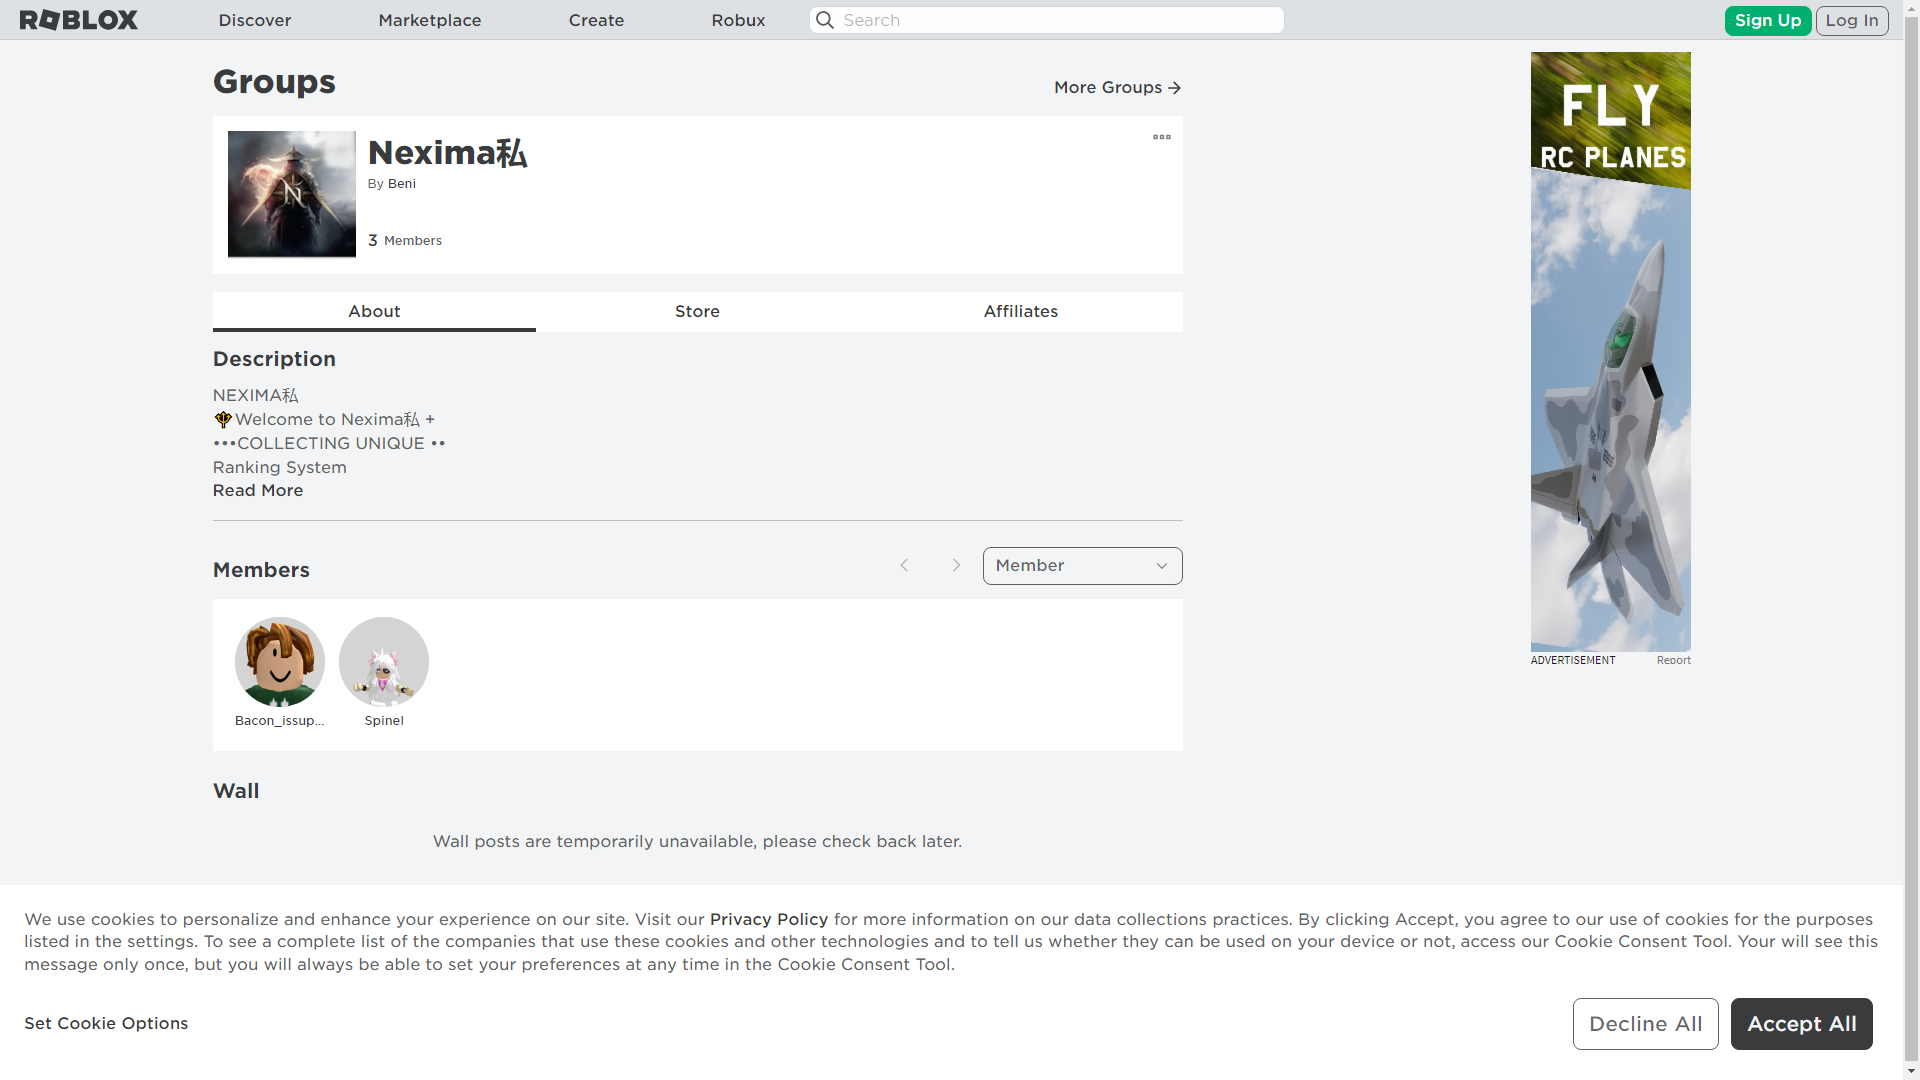 ROBLOX
Discover
Marketplace
Create
Robux
Search
Sign Up
Log In
Groups
More Groups
Nexima私
By Beni
3 Members
About
Store
Affiliates
Description
NEXIMA私
Welcome to Nexima私 +
•••COLLECTING UNIQUE ••
Ranking System
Read More
Members
Member
Bacon_issup...
Spinel
Wall
Wall posts are temporarily unavailable, please check back later.
FLY
RC PLANES
ADVERTISEMENT
Report
We use cookies to personalize and enhance your experience on our site. Visit our Privacy Policy for more information on our data collections practices. By clicking Accept, you agree to our use of cookies for the purposes
listed in the settings. To see a complete list of the companies that use these cookies and other technologies and to tell us whether they can be used on your device or not, access our Cookie Consent Tool. Your will see this
message only once, but you will always be able to set your preferences at any time in the Cookie Consent Tool.
Set Cookie Options
Decline All
Accept All